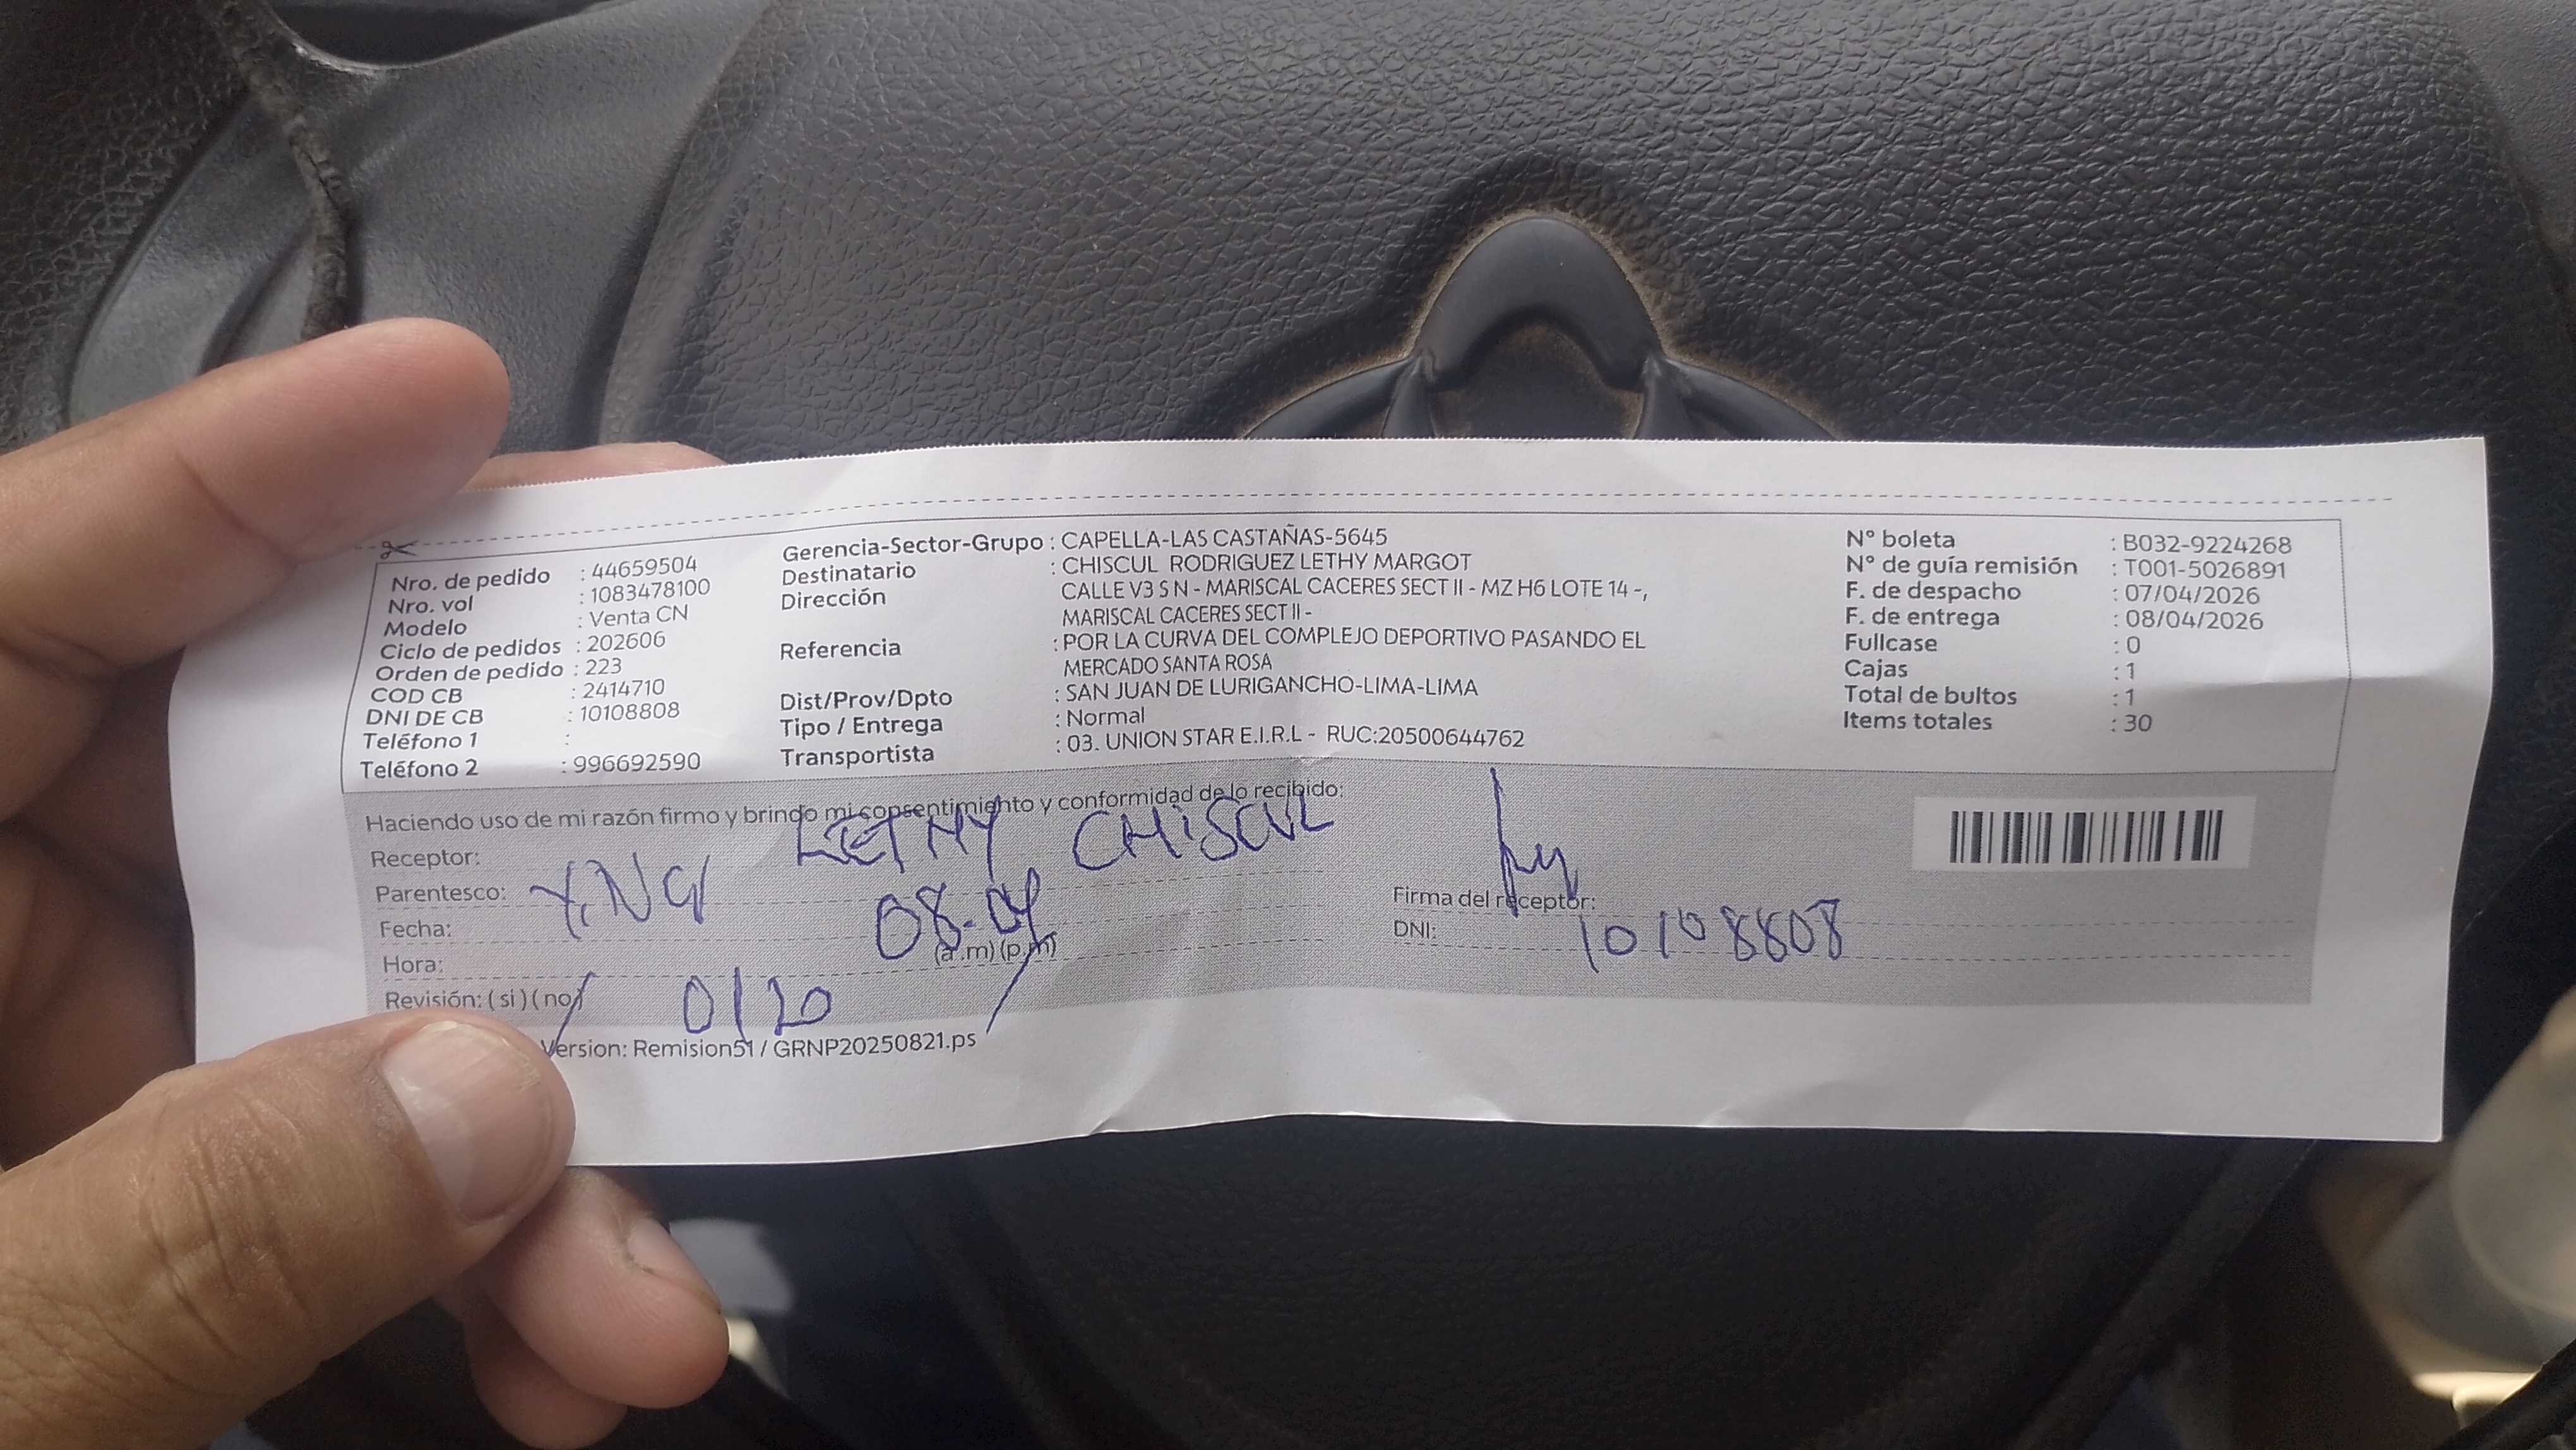 Nro. de pedido : 44659504
Nro. vol : 1083478100
Modelo : Venta CN
Ciclo de pedidos : 202606
Orden de pedido : 223
COD CB : 2414710
DNI DE CB : 10108808
Teléfono 1 :
Teléfono 2 : 996692590
Gerencia-Sector-Grupo : CAPELLA-LAS CASTAÑAS-5645
Destinatario : CHISCUL RODRIGUEZ LETHY MARGOT
Dirección CALLE V3 S N - MARISCAL CACERES SECT II - MZ H6 LOTE 14 -,
MARISCAL CACERES SECT II -
Referencia : POR LA CURVA DEL COMPLEJO DEPORTIVO PASANDO EL
MERCADO SANTA ROSA
Dist/Prov/Dpto : SAN JUAN DE LURIGANCHO-LIMA-LIMA
Tipo / Entrega : Normal
Transportista : 03. UNION STAR E.I.R.L - RUC:20500644762
N° boleta : B032-9224268
N° de guía remisión : T001-5026891
F. de despacho : 07/04/2026
F. de entrega : 08/04/2026
Fullcase : 0
Cajas : 1
Total de bultos : 1
Items totales : 30
Haciendo uso de mi razón firmo y brindo mi consentimiento y conformidad de lo recibido:
Receptor: LETHY CHISCUL
Parentesco:
Fecha: 08-04
Hora: (a.m) (p.m)
Revisión: ( si ) ( no ) 0120
Firma del receptor:
DNI: 10108808
Version: Remision51 / GRNP20250821.ps